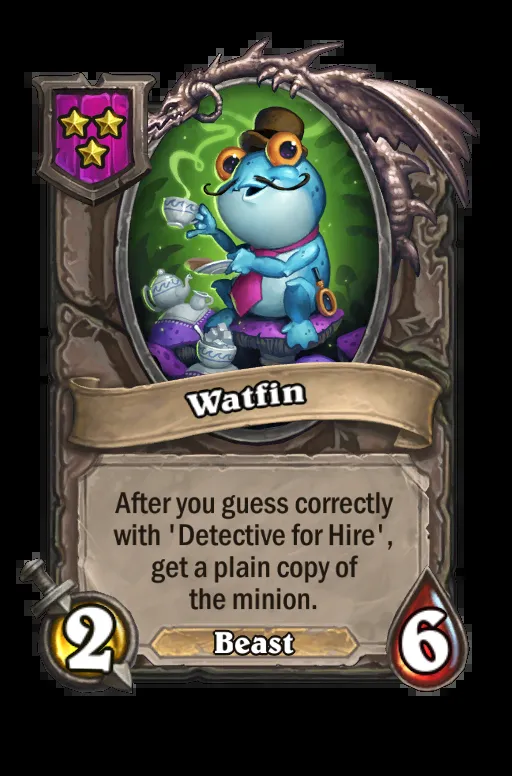 Watfin
After you guess correctly
with 'Detective for Hire',
get a plain copy of
the minion.
2
Beast
6